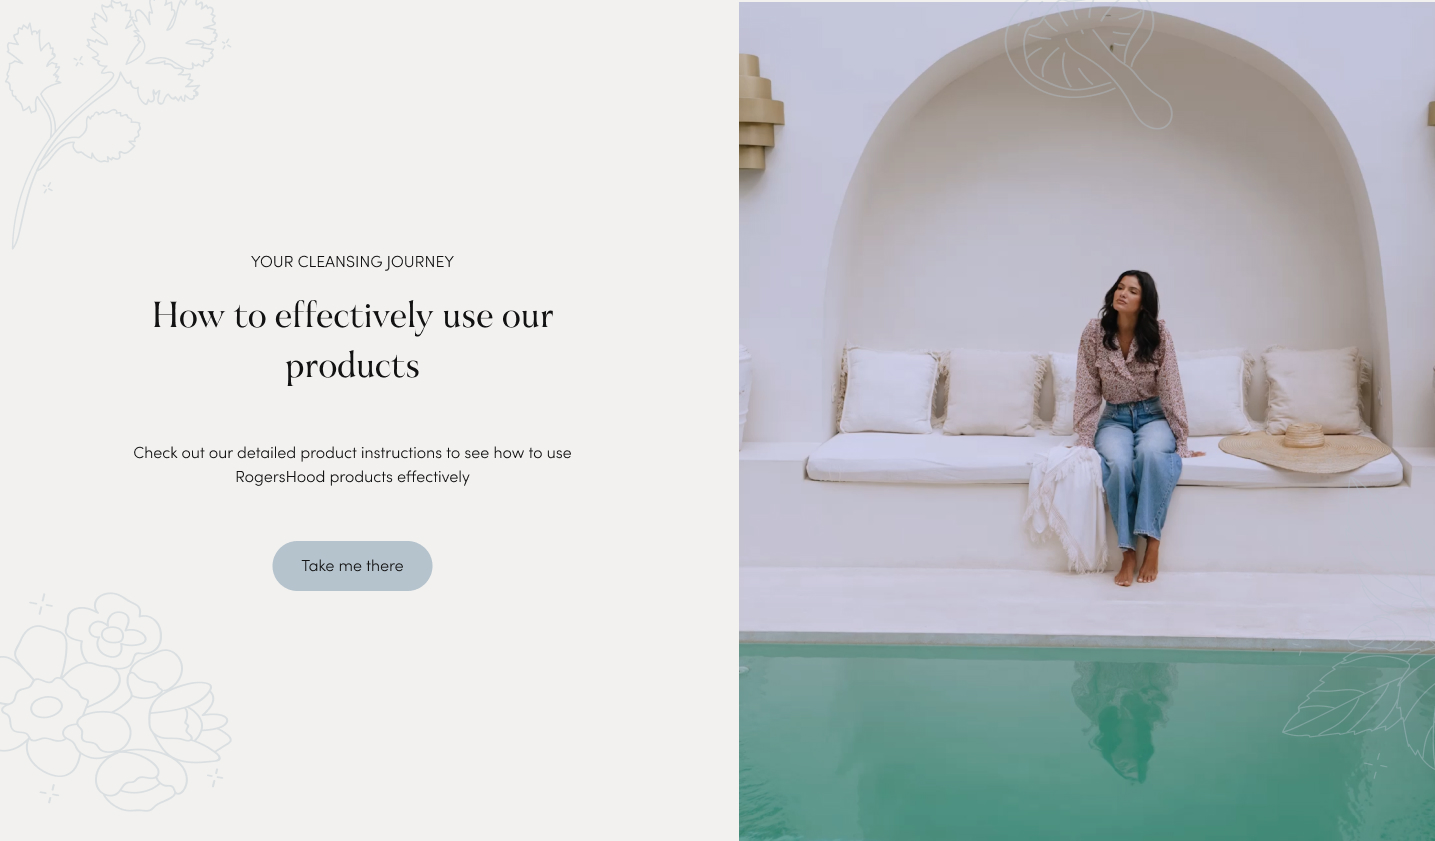 YOUR CLEANSING JOURNEY
How to effectively use our
products
Check out our detailed product instructions to see how to use
RogersHood products effectively
Take me there